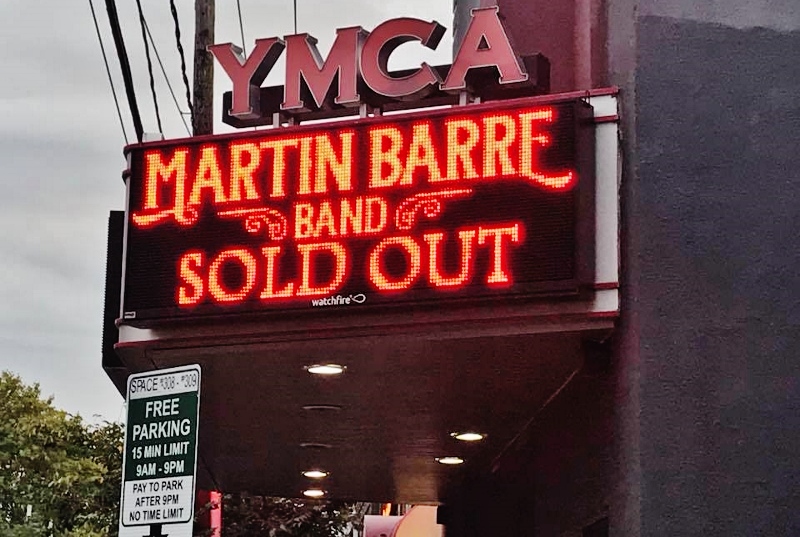 YMCA
MARTIN BARRE
BAND
SOLD OUT
watchfire
SPACE #308 - #309
FREE
PARKING
15 MIN LIMIT
9AM - 9PM
PAY TO PARK
AFTER 9PM
NO TIME LIMIT